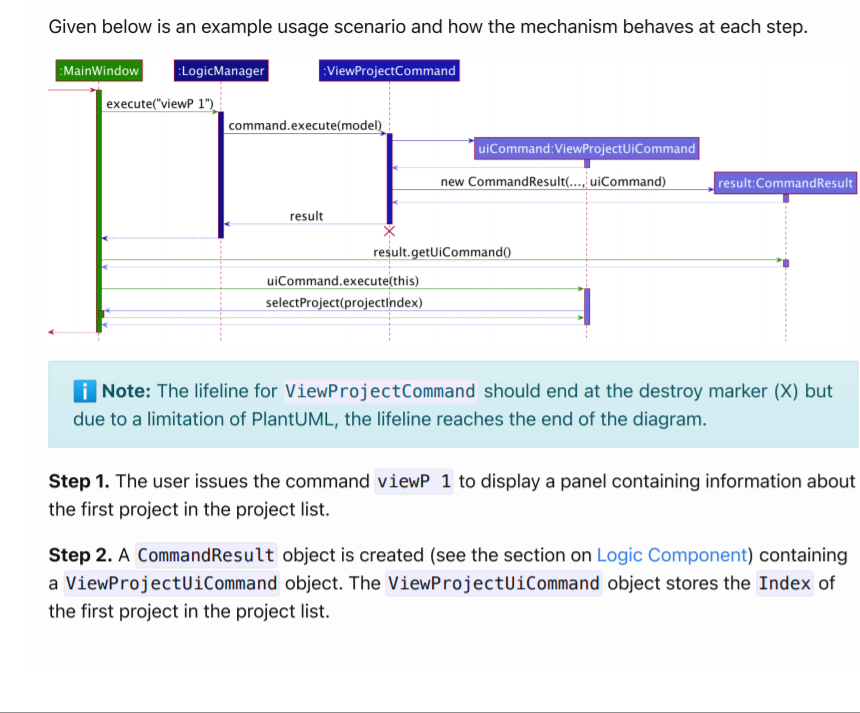 Given below is an example usage scenario and how the mechanism behaves at each step.
:MainWindow
:LogicManager
:ViewProjectCommand
execute("viewP 1")
command.execute(model)
uiCommand:ViewProjectUiCommand
new CommandResult(..., uiCommand)
result:CommandResult
result
result.getUiCommand()
uiCommand.execute(this)
selectProject(projectIndex)
i Note: The lifeline for ViewProjectCommand should end at the destroy marker (X) but
due to a limitation of PlantUML, the lifeline reaches the end of the diagram.
Step 1. The user issues the command viewP 1 to display a panel containing information about
the first project in the project list.
Step 2. A CommandResult object is created (see the section on Logic Component) containing
a ViewProjectUiCommand object. The ViewProjectUiCommand object stores the Index of
the first project in the project list.